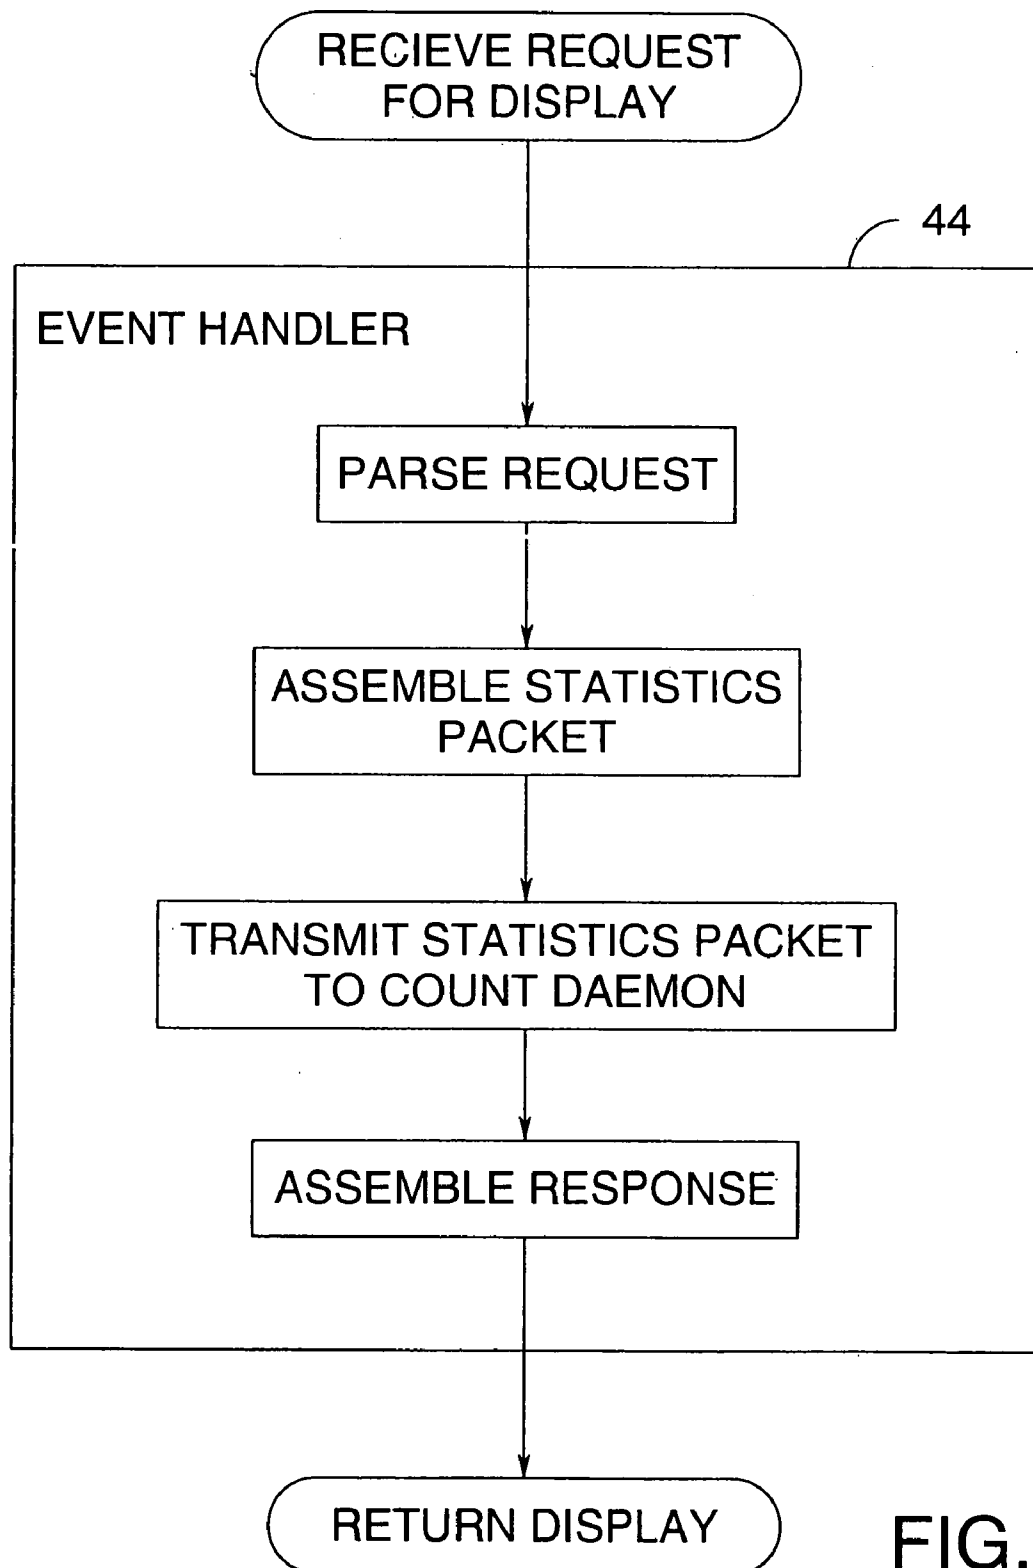 RECIEVE REQUEST
FOR DISPLAY
44
EVENT HANDLER
PARSE REQUEST
ASSEMBLE STATISTICS
PACKET
TRANSMIT STATISTICS PACKET
TO COUNT DAEMON
ASSEMBLE RESPONSE
RETURN DISPLAY
FIG.